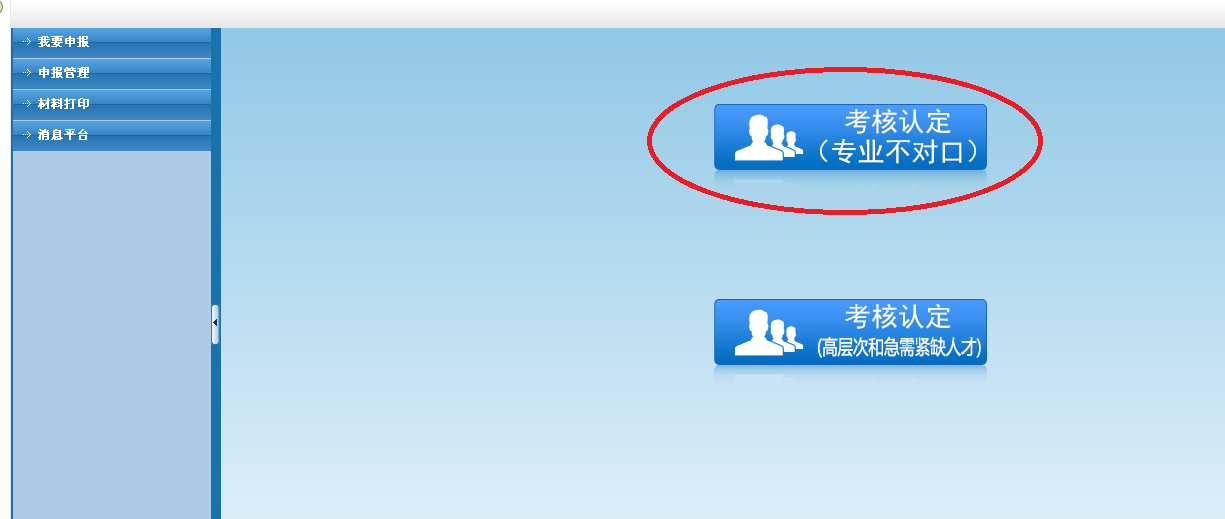 我要申报
申报管理
材料打印
消息平台
考核认定
（专业不对口）
考核认定
(高层次和急需紧缺人才)